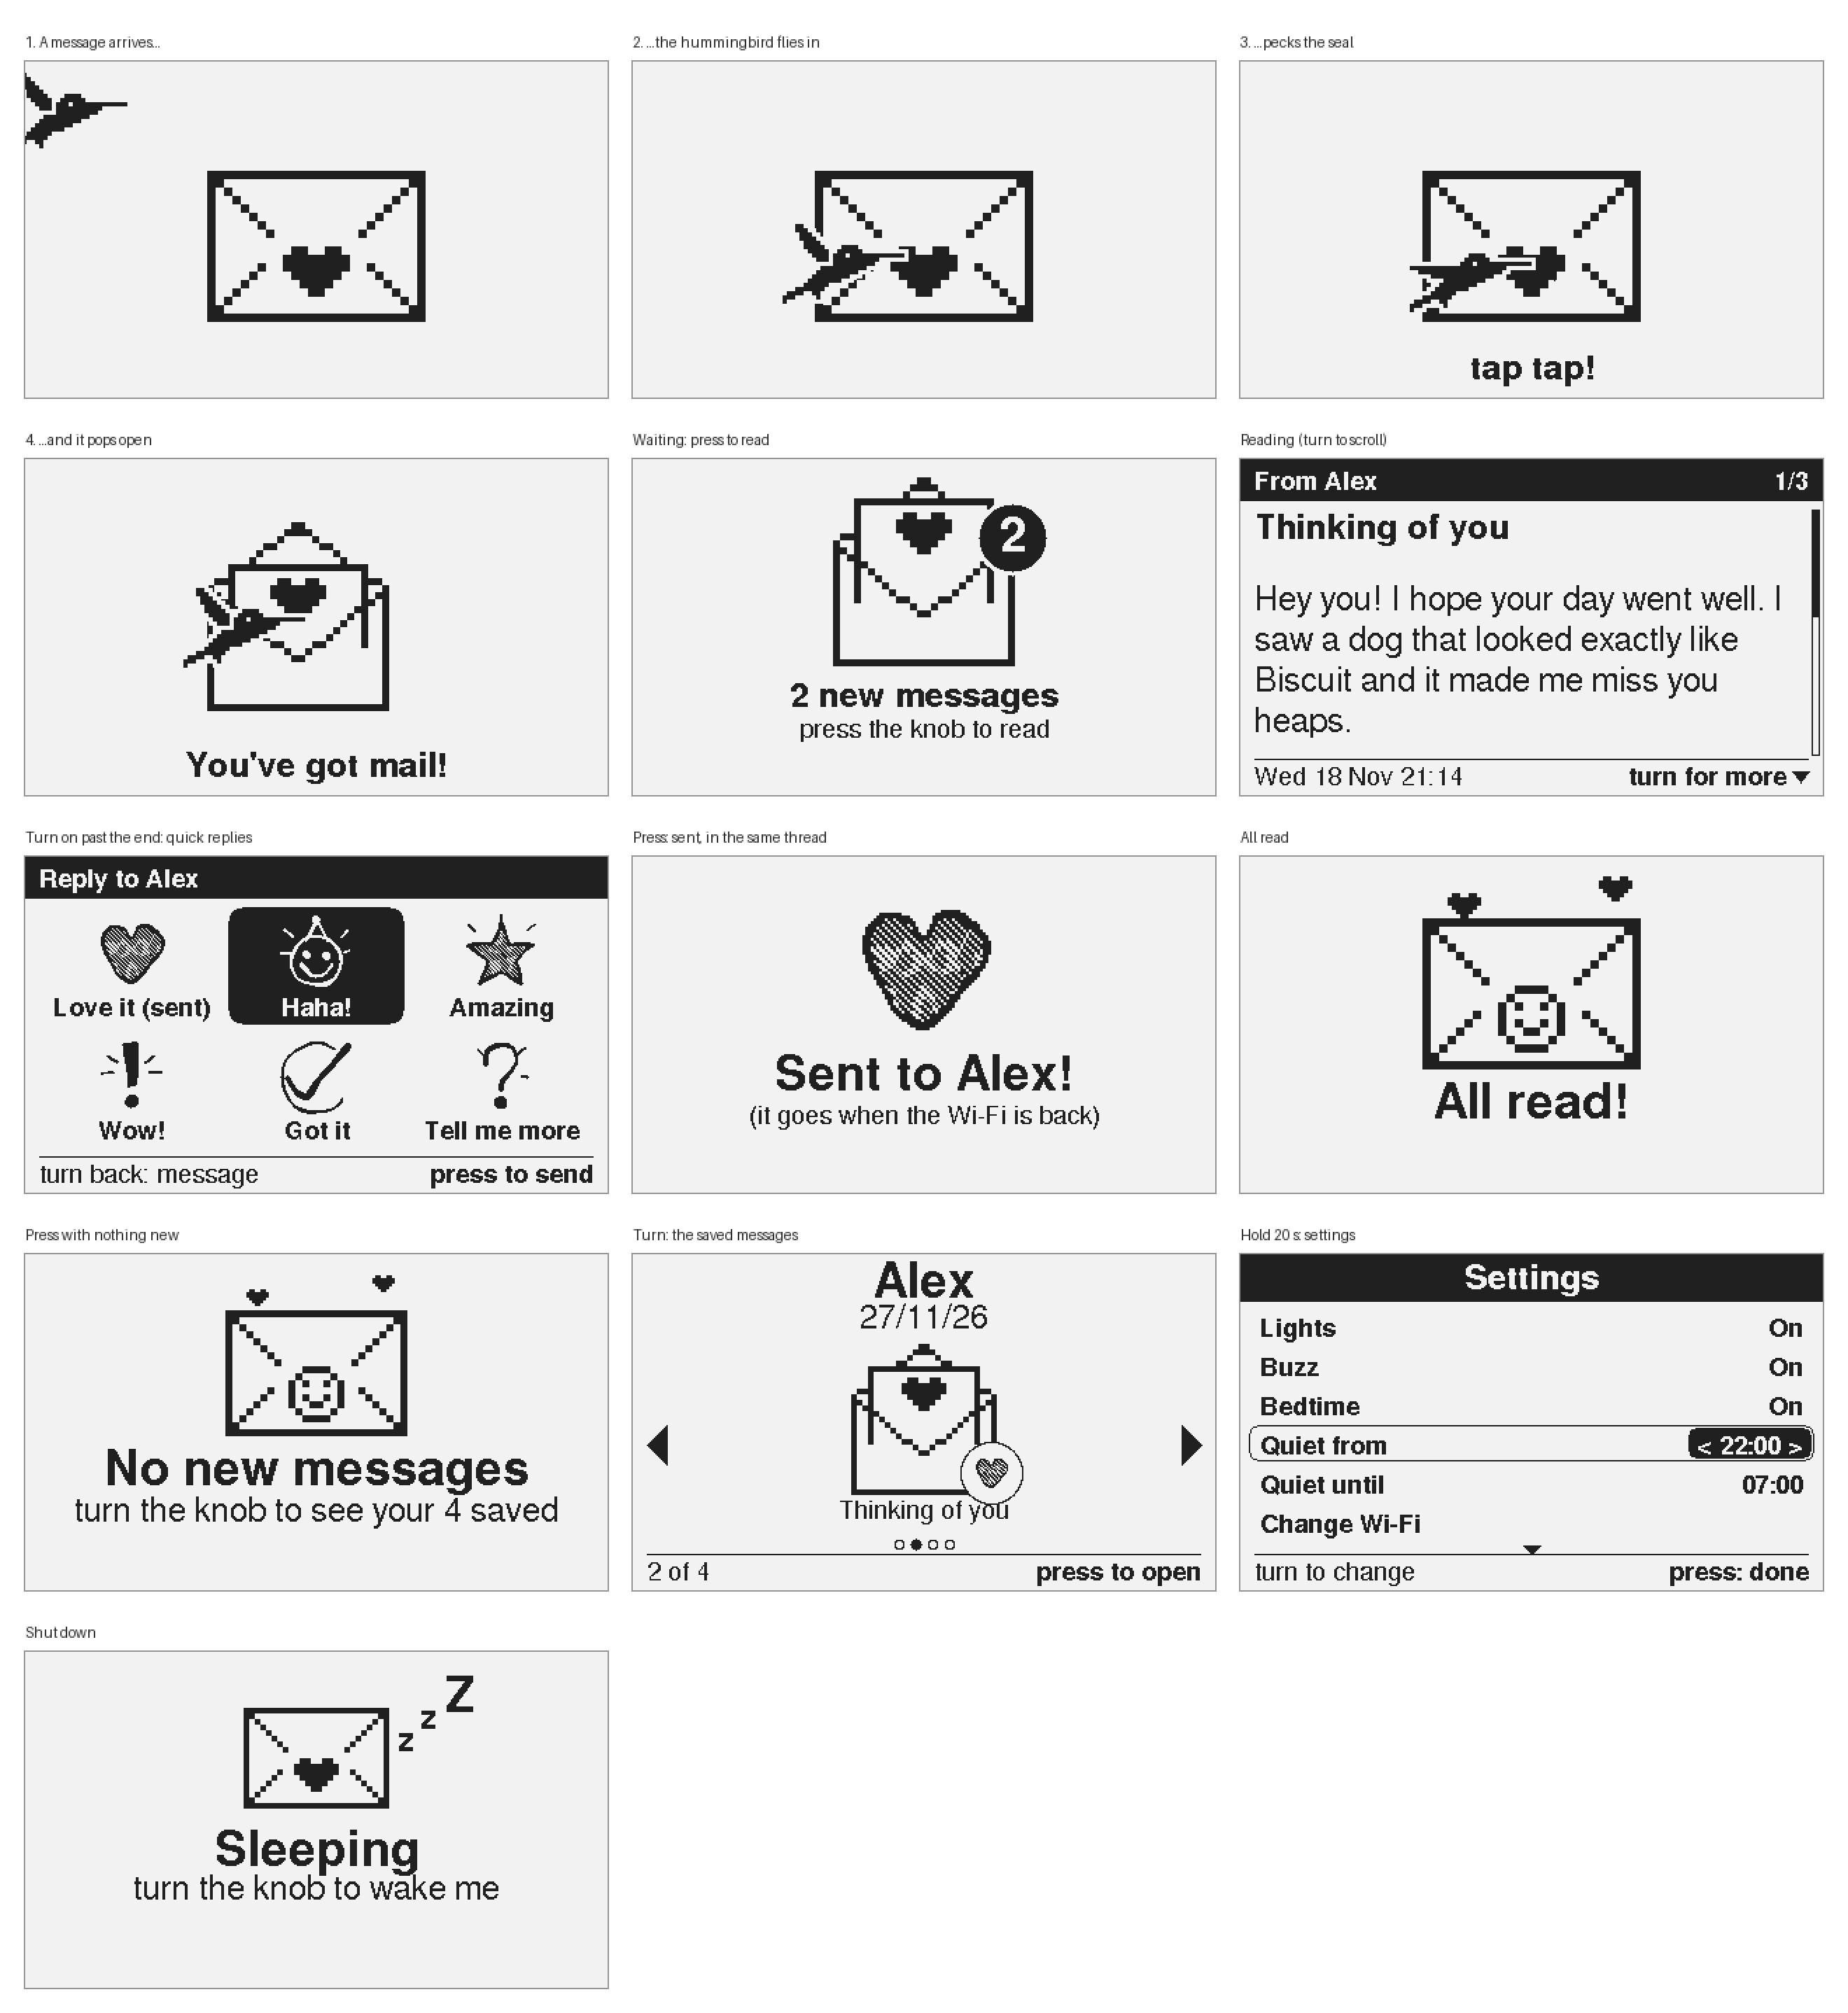 1. A message arrives...
2. ...the hummingbird flies in
3. ...pecks the seal
tap tap!
4. ...and it pops open
You've got mail!
Waiting: press to read
2
2 new messages
press the knob to read
Reading (turn to scroll)
From Alex 1/3
Thinking of you
Hey you! I hope your day went well. I
saw a dog that looked exactly like
Biscuit and it made me miss you
heaps.
Wed 18 Nov 21:14 turn for more
Turn on past the end: quick replies
Reply to Alex
Love it (sent) Haha! Amazing
Wow! Got it Tell me more
turn back: message press to send
Press: sent, in the same thread
Sent to Alex!
(it goes when the Wi-Fi is back)
All read
All read!
Press with nothing new
No new messages
turn the knob to see your 4 saved
Turn: the saved messages
Alex
27/11/26
Thinking of you
2 of 4 press to open
Hold 20 s: settings
Settings
Lights On
Buzz On
Bedtime On
Quiet from < 22:00 >
Quiet until 07:00
Change Wi-Fi
turn to change press: done
Shut down
z z Z
Sleeping
turn the knob to wake me